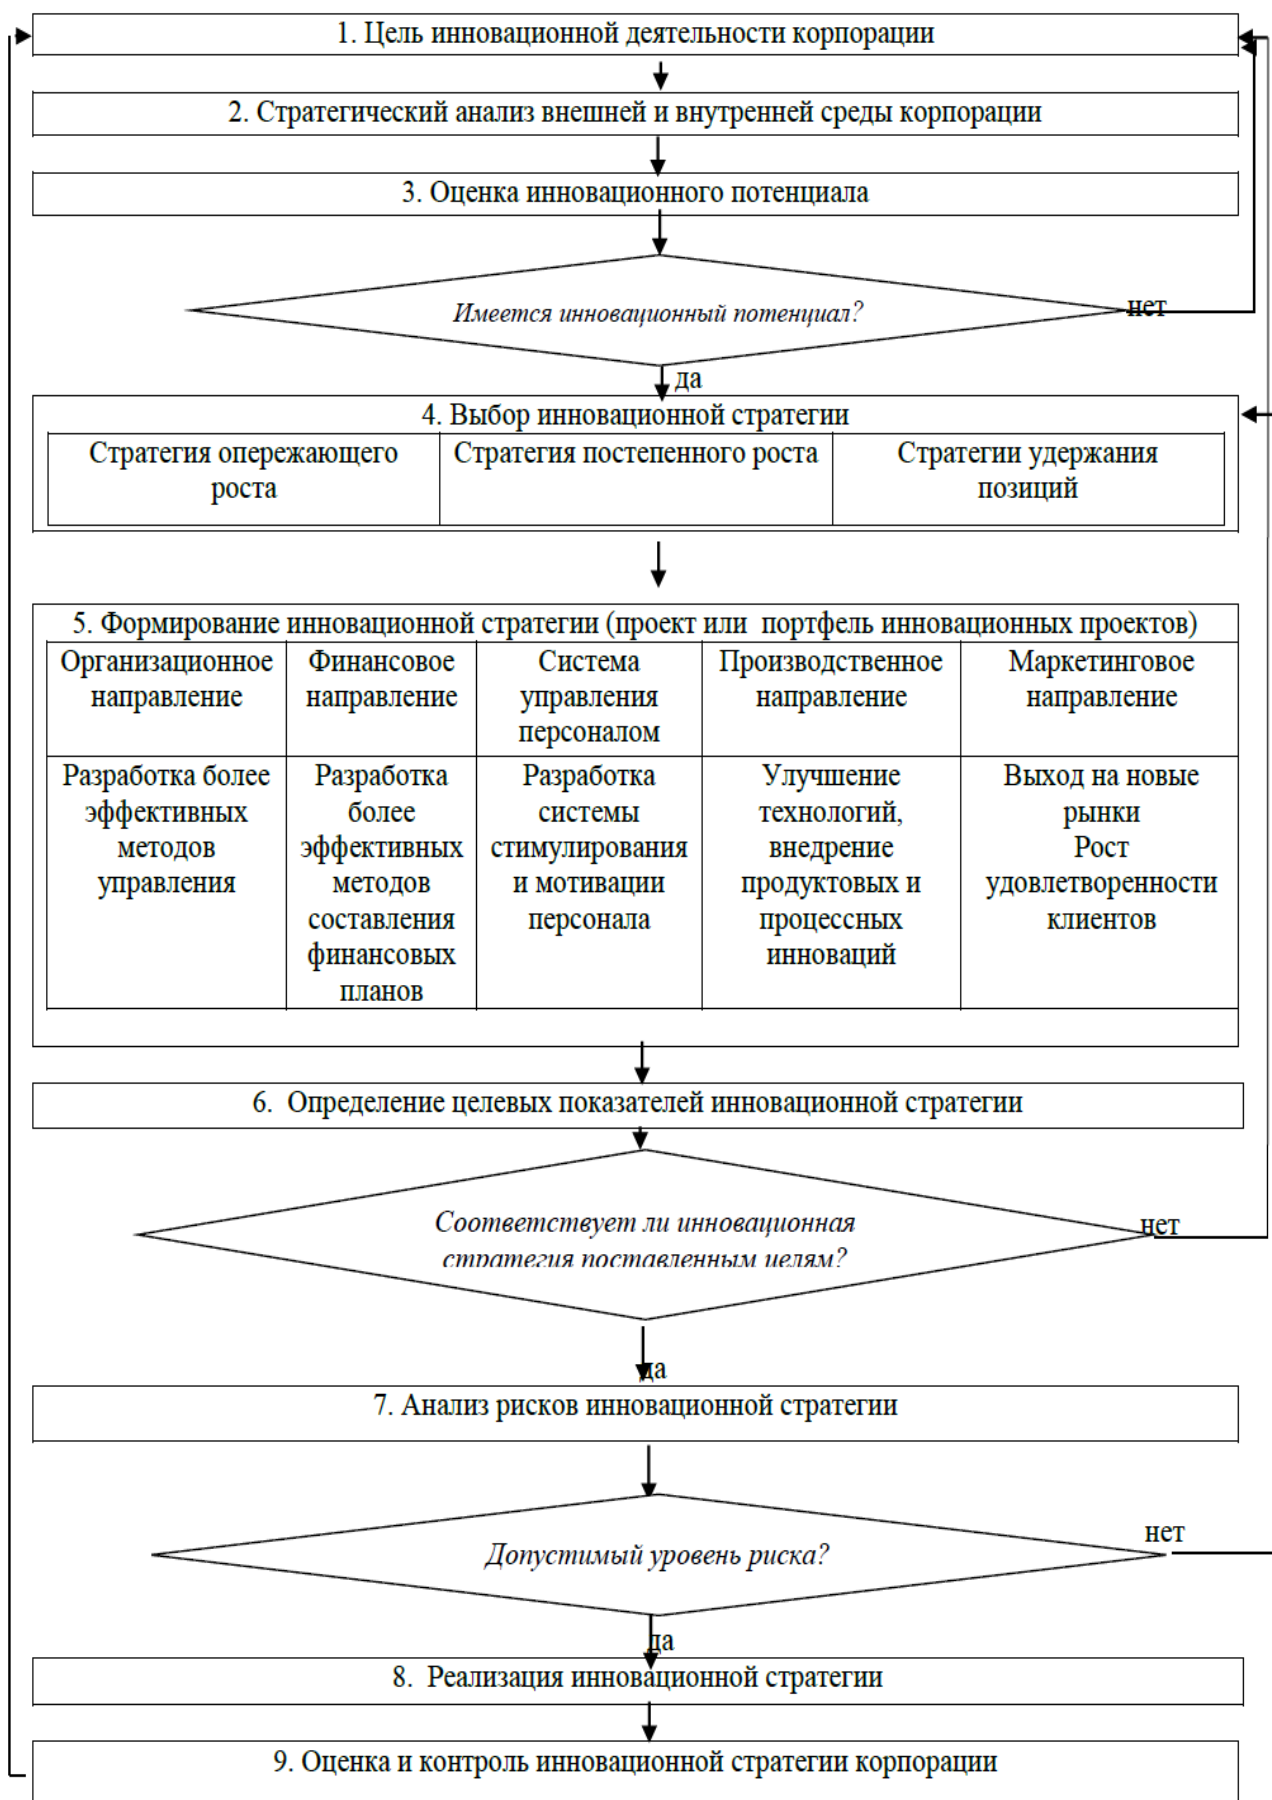 1. Цель инновационной деятельности корпорации
2. Стратегический анализ внешней и внутренней среды корпорации
3. Оценка инновационного потенциала
Имеется инновационный потенциал?
нет
да
4. Выбор инновационной стратегии
Стратегия опережающего
роста
Стратегия постепенного роста
Стратегии удержания
позиций
5. Формирование инновационной стратегии (проект или портфель инновационных проектов)
Организационное
направление
Финансовое
направление
Система
управления
персоналом
Производственное
направление
Маркетинговое
направление
Разработка более
эффективных
методов
управления
Разработка
более
эффективных
методов
составления
финансовых
планов
Разработка
системы
стимулирования
и мотивации
персонала
Улучшение
технологий,
внедрение
продуктовых и
процессных
инноваций
Выход на новые
рынки
Рост
удовлетворенности
клиентов
6. Определение целевых показателей инновационной стратегии
Соответствует ли инновационная
стратегия поставленным целям?
нет
да
7. Анализ рисков инновационной стратегии
Допустимый уровень риска?
нет
да
8. Реализация инновационной стратегии
9. Оценка и контроль инновационной стратегии корпорации